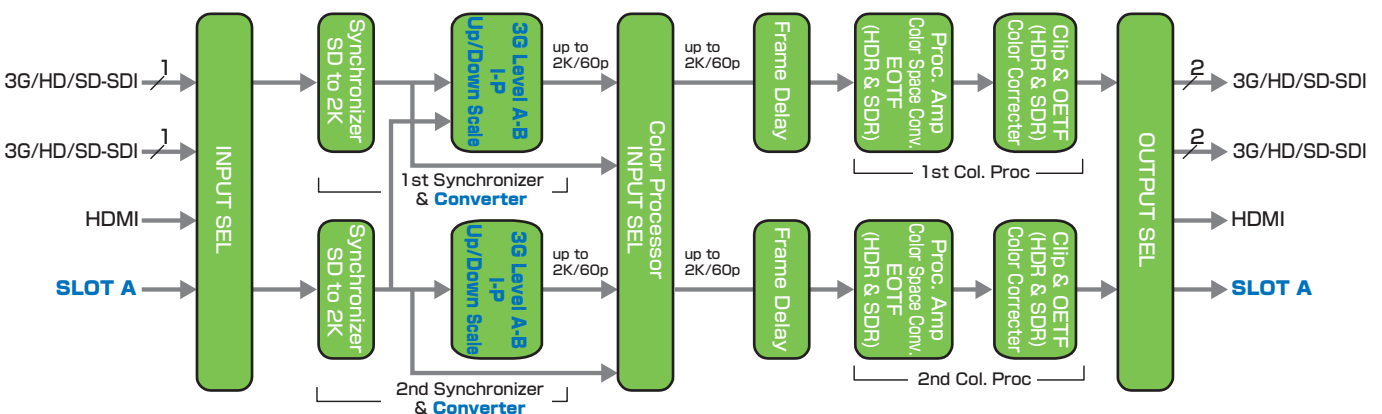 3G/HD/SD-SDI
1
3G/HD/SD-SDI
1
HDMI
SLOT A
INPUT SEL
Synchronizer
SD to 2K
3G Level A-B
I-P
Up/Down Scale
1st Synchronizer
& Converter
up to
2K/60p
Synchronizer
SD to 2K
3G Level A-B
I-P
Up/Down Scale
2nd Synchronizer
& Converter
up to
2K/60p
Color Processor
INPUT SEL
up to
2K/60p
Frame Delay
Proc. Amp
Color Space Conv.
EOTF
(HDR & SDR)
Clip & OETF
(HDR & SDR)
Color Correcter
1st Col. Proc
up to
2K/60p
Frame Delay
Proc. Amp
Color Space Conv.
EOTF
(HDR & SDR)
Clip & OETF
(HDR & SDR)
Color Correcter
2nd Col. Proc
OUTPUT SEL
2
3G/HD/SD-SDI
2
3G/HD/SD-SDI
HDMI
SLOT A